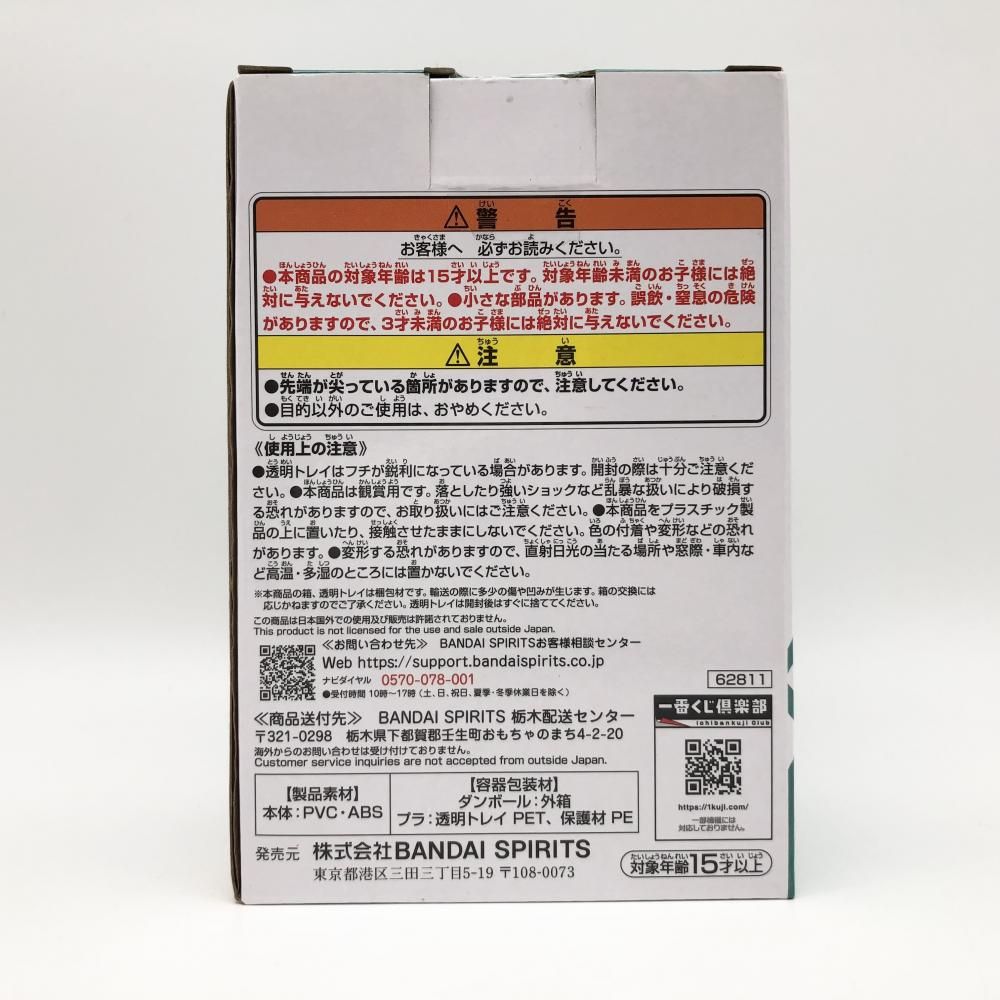 ⚠警告
お客様へ 必ずお読みください。
●本商品の対象年齢は15才以上です。対象年齢未満のお子様には絶
対に与えないでください。●小さな部品があります。誤飲・窒息の危険
がありますので、3才未満のお子様には絶対に与えないでください。
⚠注意
●先端が尖っている箇所がありますので、注意してください。
●目的以外のご使用は、おやめください。
《使用上の注意》
●透明トレイはフチが鋭利になっている場合があります。開封の際は十分ご注意くだ
さい。●本商品は観賞用です。落としたり強いショックなど乱暴な扱いにより破損す
る恐れがありますので、お取り扱いにはご注意ください。●本商品をプラスチック製
品の上に置いたり、接触させたままにしないでください。色の付着や変形などの恐れ
があります。●変形する恐れがありますので、直射日光の当たる場所や窓際・車内な
ど高温・多湿のところには置かないでください。
※本商品の箱、透明トレイは梱包材です。輸送の際に多少の傷や凹みが生じます。箱の交換には
応じかねますのでご了承ください。透明トレイは開封後はすぐに捨ててください。
この商品は日本国外での使用及び販売は許諾されておりません。
This product is not licensed for the use and sale outside Japan.
≪お問い合わせ先≫ BANDAI SPIRITSお客様相談センター
Web https://support.bandaispirits.co.jp
ナビダイヤル 0570-078-001
●受付時間 10時〜17時(土、日、祝日、夏季・冬季休業日を除く)
62811
≪商品送付先≫ BANDAI SPIRITS 栃木配送センター
〒321-0298 栃木県下都賀郡壬生町おもちゃのまち4-2-20
海外からのお問い合わせは受け付けておりません。
Customer service inquiries are not accepted from outside Japan.
一番くじ倶楽部
Ichibankuji Club
https://1kuji.com/
一部機種には
対応しておりません。
【製品素材】
本体:PVC・ABS
【容器包装材】
ダンボール:外箱
プラ:透明トレイ PET、保護材 PE
発売元 株式会社BANDAI SPIRITS
東京都港区三田三丁目5-19 〒108-0073
対象年齢15才以上